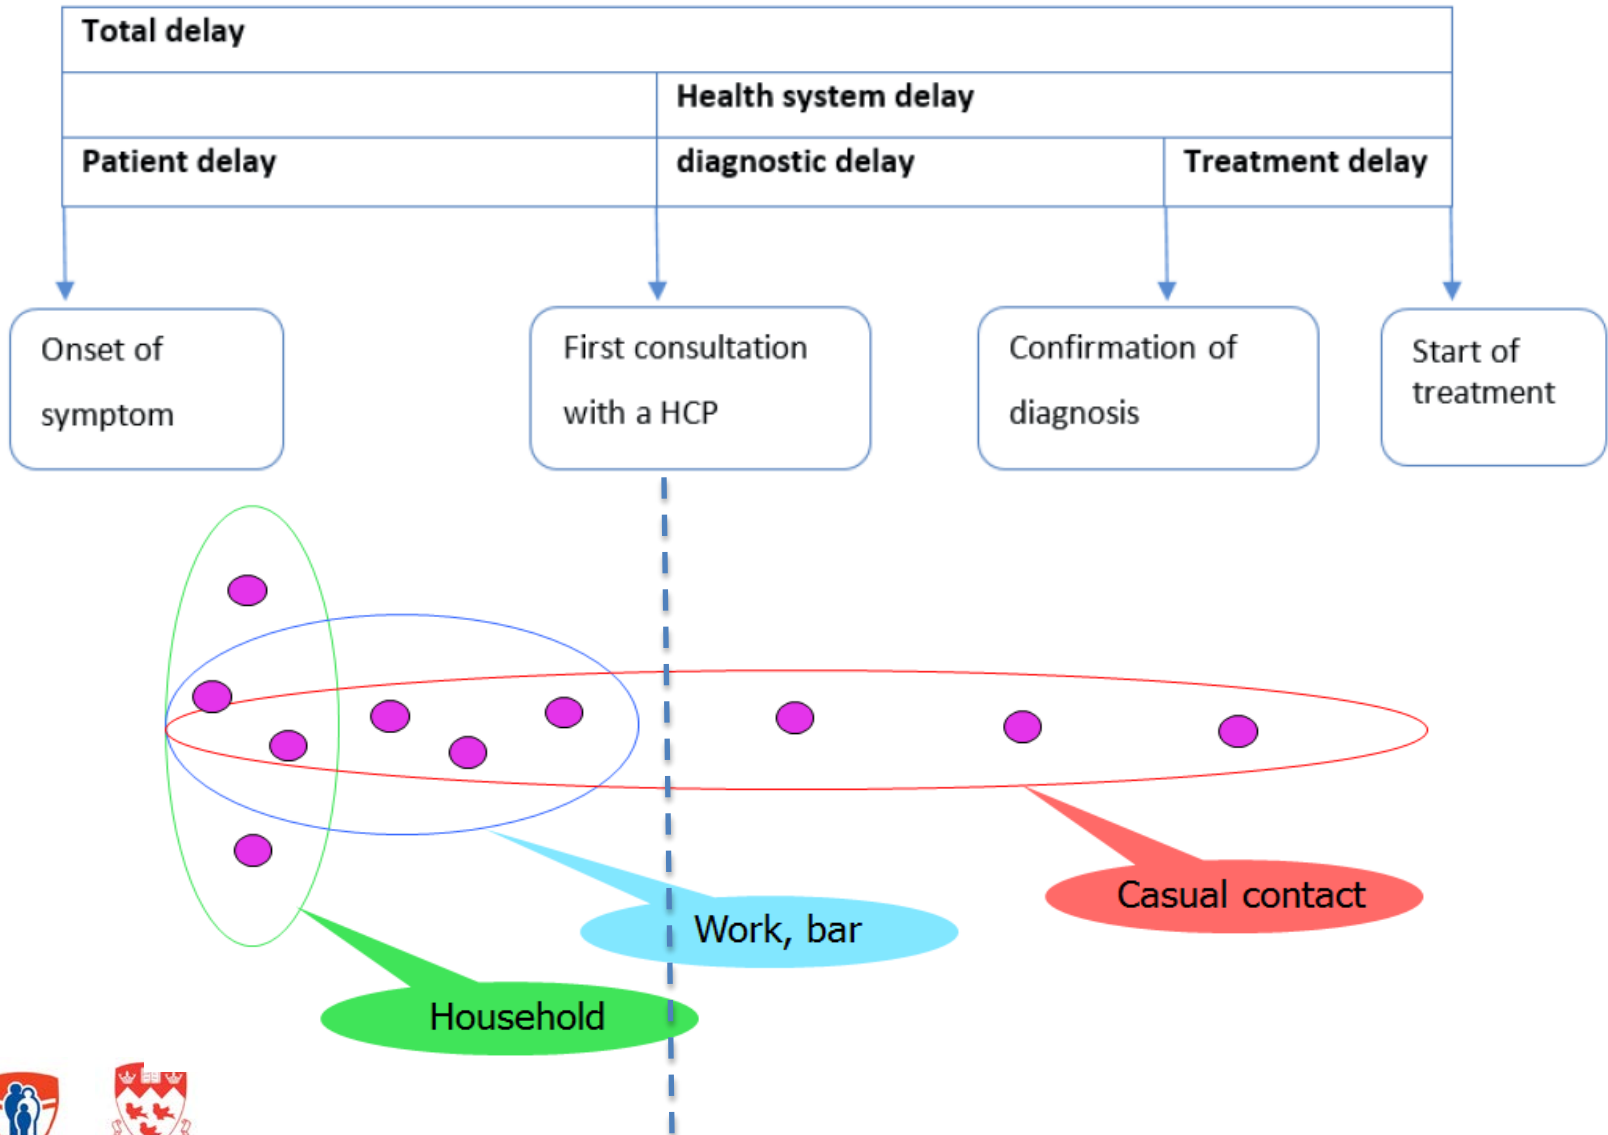 Total delay
Health system delay
Patient delay
diagnostic delay
Treatment delay
Onset of
symptom
First consultation
with a HCP
Confirmation of
diagnosis
Start of
treatment
Casual contact
Work, bar
Household